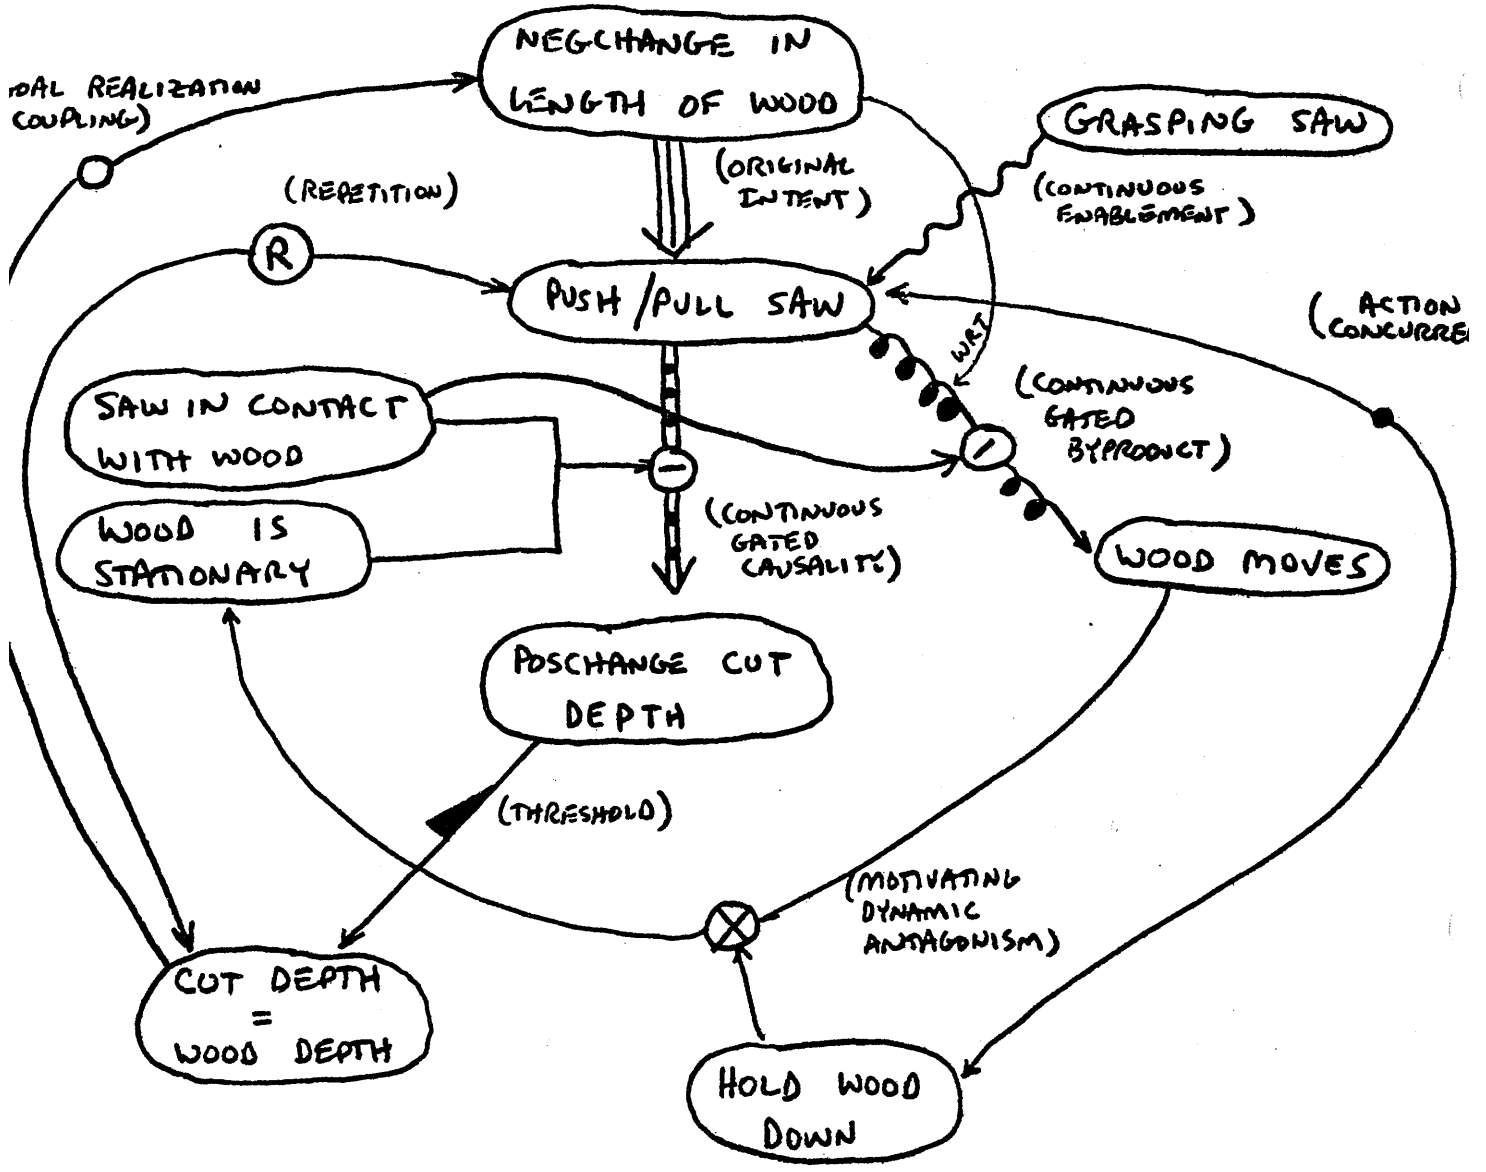 NEGCHANGE IN
LENGTH OF WOOD
OAL REALIZATION
COUPLING)
GRASPING SAW
(ORIGINAL
INTENT)
(CONTINUOUS
ENABLEMENT)
(REPETITION)
R
PUSH/PULL SAW
(ACTION
CONCURRE
WRT
SAW IN CONTACT
WITH WOOD
(CONTINUOUS
GATED
BYPRODUCT)
WOOD IS
STATIONARY
(CONTINUOUS
GATED
CAUSALITY)
WOOD MOVES
POSCHANGE CUT
DEPTH
(THRESHOLD)
(MOTIVATING
DYNAMIC
ANTAGONISM)
CUT DEPTH
=
WOOD DEPTH
HOLD WOOD
DOWN